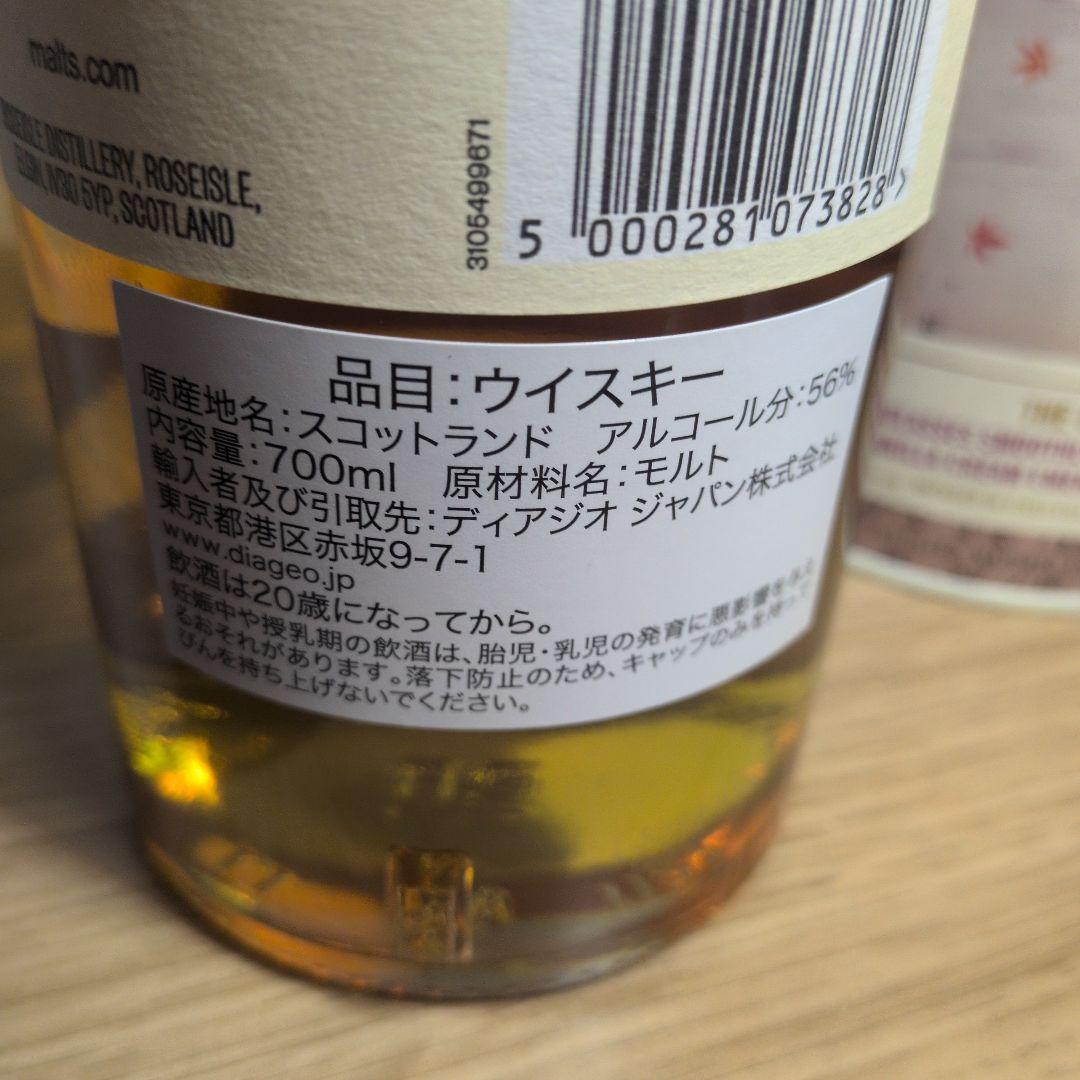 malts.com
DISTILLERY, ROSEISLE,
ELGIN, IV30 5YP, SCOTLAND
3105499671
5 000281 073828 >
品目：ウイスキー
原産地名：スコットランド アルコール分：56%
内容量：700ml 原材料名：モルト
輸入者及び引取先：ディアジオ ジャパン株式会社
東京都港区赤坂9-7-1
www.diageo.jp
飲酒は20歳になってから。
妊娠中や授乳期の飲酒は、胎児・乳児の発育に悪影響を与え
るおそれがあります。落下防止のため、キャップのみを持って
びんを持ち上げないでください。
THE